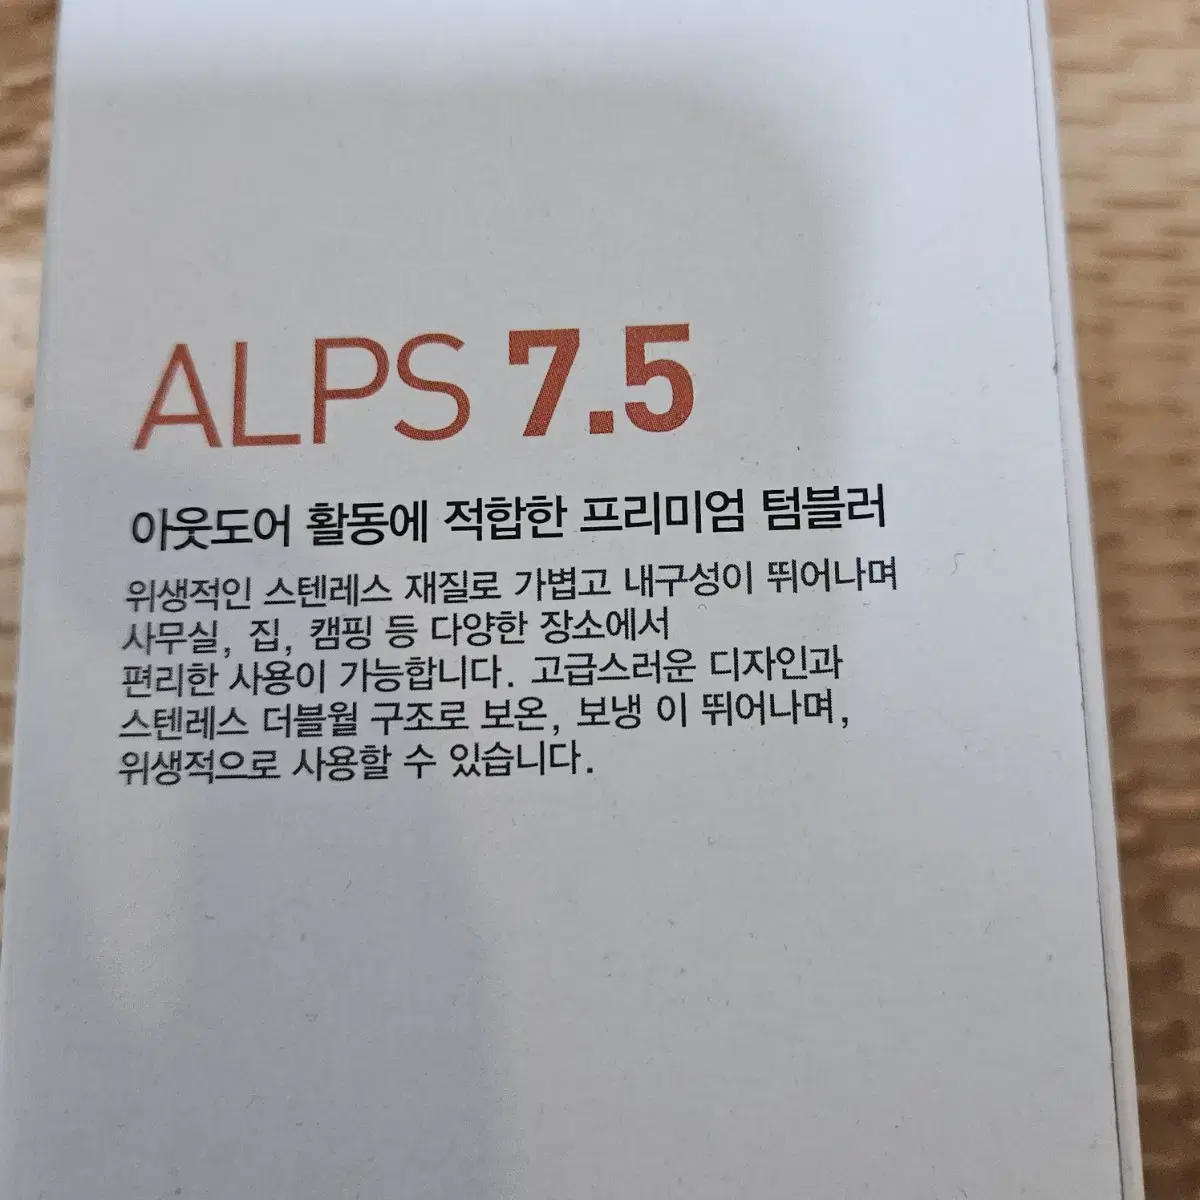 ALPS 7.5
아웃도어 활동에 적합한 프리미엄 텀블러
위생적인 스텐레스 재질로 가볍고 내구성이 뛰어나며
사무실, 집, 캠핑 등 다양한 장소에서
편리한 사용이 가능합니다. 고급스러운 디자인과
스텐레스 더블월 구조로 보온, 보냉 이 뛰어나며,
위생적으로 사용할 수 있습니다.